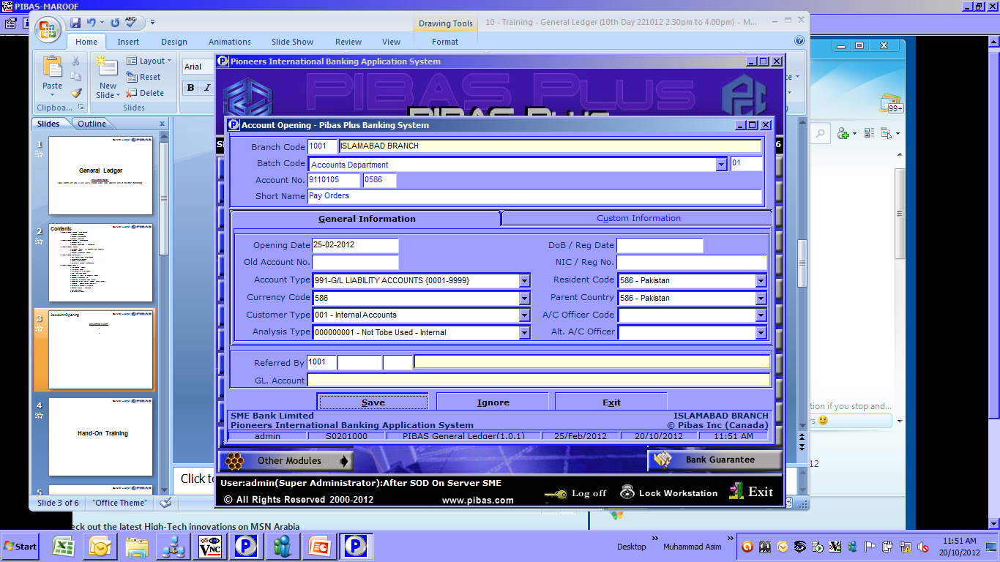 PIBAS-MAROOF
Drawing Tools
10 - Training - General Ledger (10th Day 221012 2.30pm to 4.00pm) - M...
Home Insert Design Animations Slide Show Review View Format
Paste
Clipboa...
New
Slide
Layout
Reset
Delete
Slides
Arial
B I
Slides Outline
1
General Ledger
2
Contents
3
Account Opening
4
Hand-On Training
5
Click to
Slide 3 of 6 "Office Theme"
Pioneers International Banking Application System
PIBAS PLUS
Account Opening - Pibas Plus Banking System
Branch Code 1001 ISLAMABAD BRANCH
Batch Code Accounts Department 01
Account No. 9110105 0586
Short Name Pay Orders
General Information Custom Information
Opening Date 25-02-2012 DoB / Reg Date
Old Account No. NIC / Reg No.
Account Type 991-G/L LIABILITY ACCOUNTS {0001-9999} Resident Code 586 - Pakistan
Currency Code 586 Parent Country 586 - Pakistan
Customer Type 001 - Internal Accounts A/C Officer Code
Analysis Type 000000001 - Not Tobe Used - Internal Alt. A/C Officer
Referred By 1001
GL. Account
Save Ignore Exit
SME Bank Limited ISLAMABAD BRANCH
Pioneers International Banking Application System © Pibas Inc (Canada)
admin S0201000 PIBAS General Ledger(1.0.1) 25/Feb/2012 20/10/2012 11:51 AM
Other Modules Bank Guarantee
User:admin(Super Administrator):After SOD On Server SME
© All Rights Reserved 2000-2012 www.pibas.com Log off Lock Workstation Exit
99+
tion if you stop and...
eck out the latest High-Tech innovations on MSN Arabia
Start Desktop Muhammad Asim 11:51 AM
20/10/2012